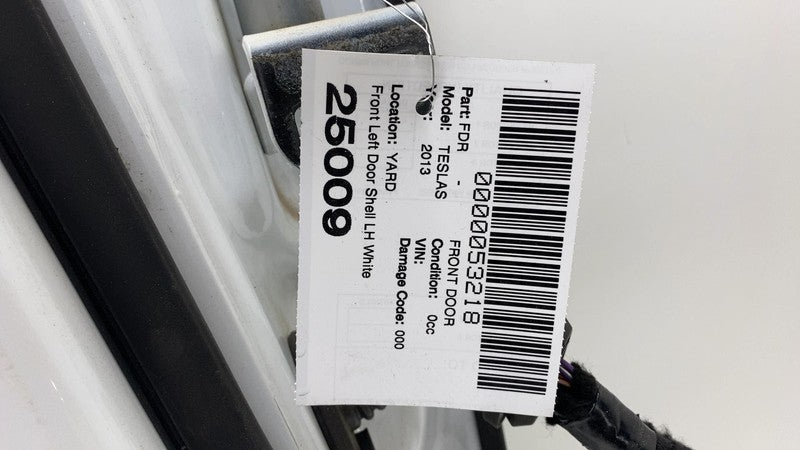 0000053218
Part: FDR - FRONT DOOR
Model: TESLAS Condition: 0cc
2013 VIN:
Location: YARD Damage Code: 000
Front Left Door Shell LH White
25009